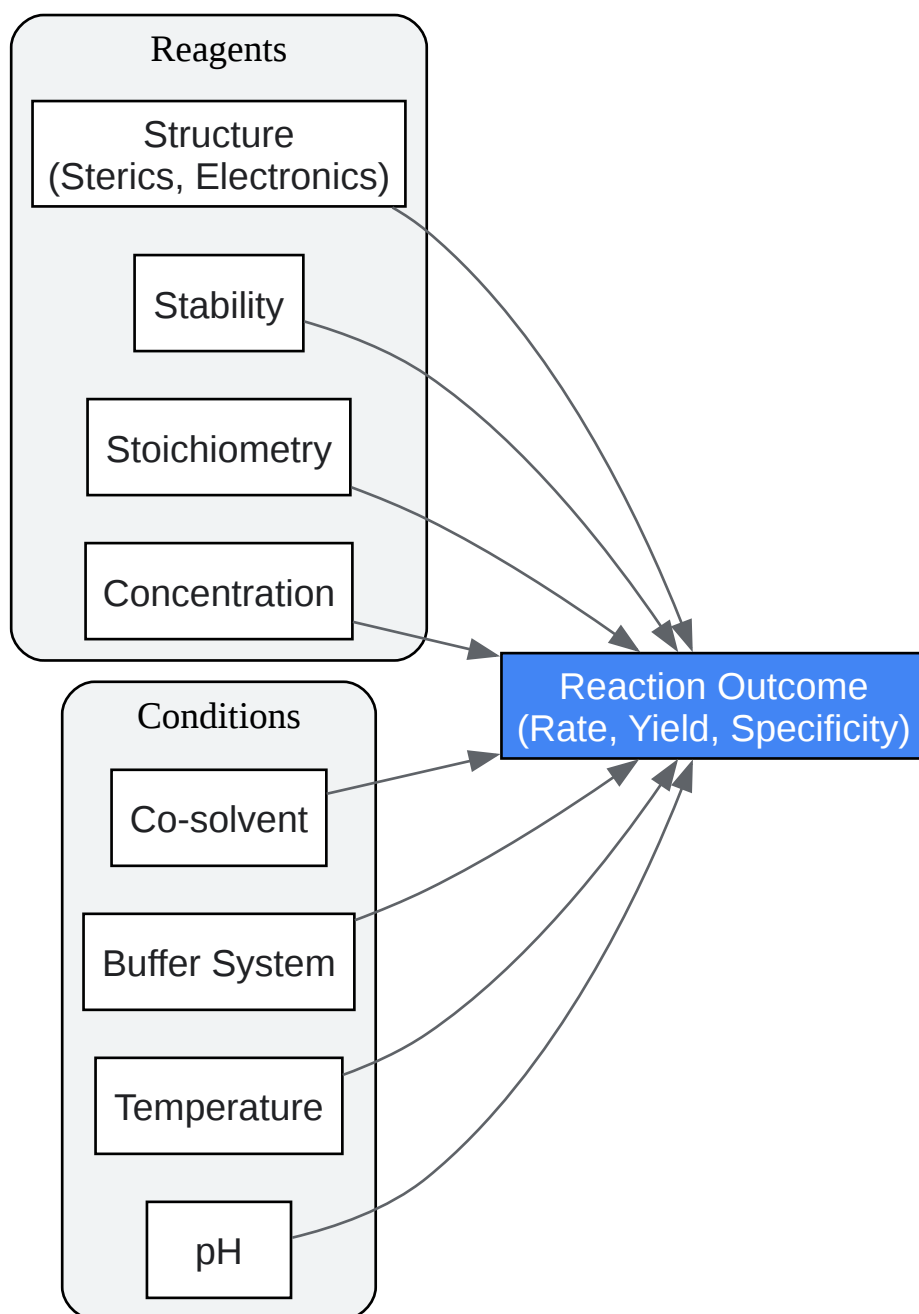 Reagents
Structure
(Sterics, Electronics)
Stability
Stoichiometry
Concentration
Reaction Outcome
(Rate, Yield, Specificity)
Conditions
Co-solvent
Buffer System
Temperature
pH